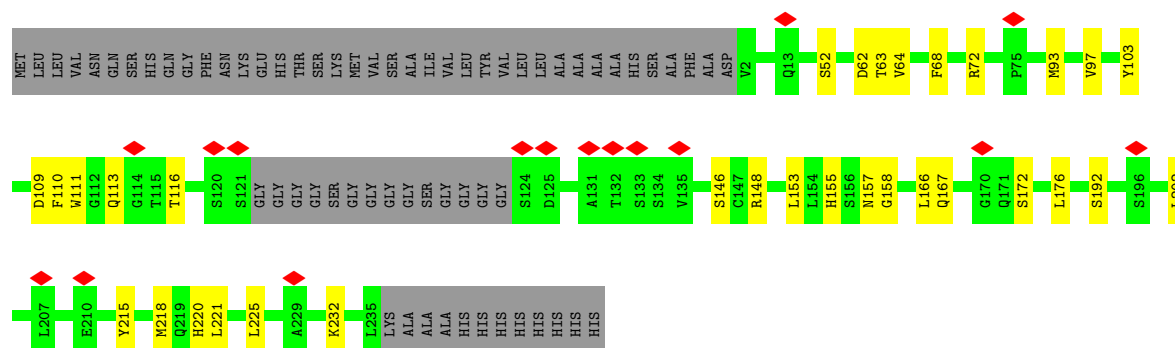 MET LEU LEU VAL ASN GLN SER HIS GLN GLY PHE ASN LYS GLU HIS THR SER LYS MET VAL SER ALA ILE VAL LEU TYR VAL LEU LEU ALA ALA ALA ALA HIS SER ALA PHE ALA ASP V2 Q13 S52 D62 T63 V64 F68 R72 P75 M93 V97 Y103
D109 F110 W111 G112 Q113 G114 T115 T116 S120 S121 GLY GLY GLY GLY SER GLY GLY GLY GLY SER GLY GLY GLY GLY S124 D125 A131 T132 S133 S134 V135 S146 C147 R148 L153 L154 H155 S156 N157 G158 L166 Q167 G170 Q171 S172 L176 S192 S196
L207 E210 Y215 M218 Q219 H220 L221 L225 A229 K232 L235 LYS ALA ALA ALA HIS HIS HIS HIS HIS HIS HIS HIS